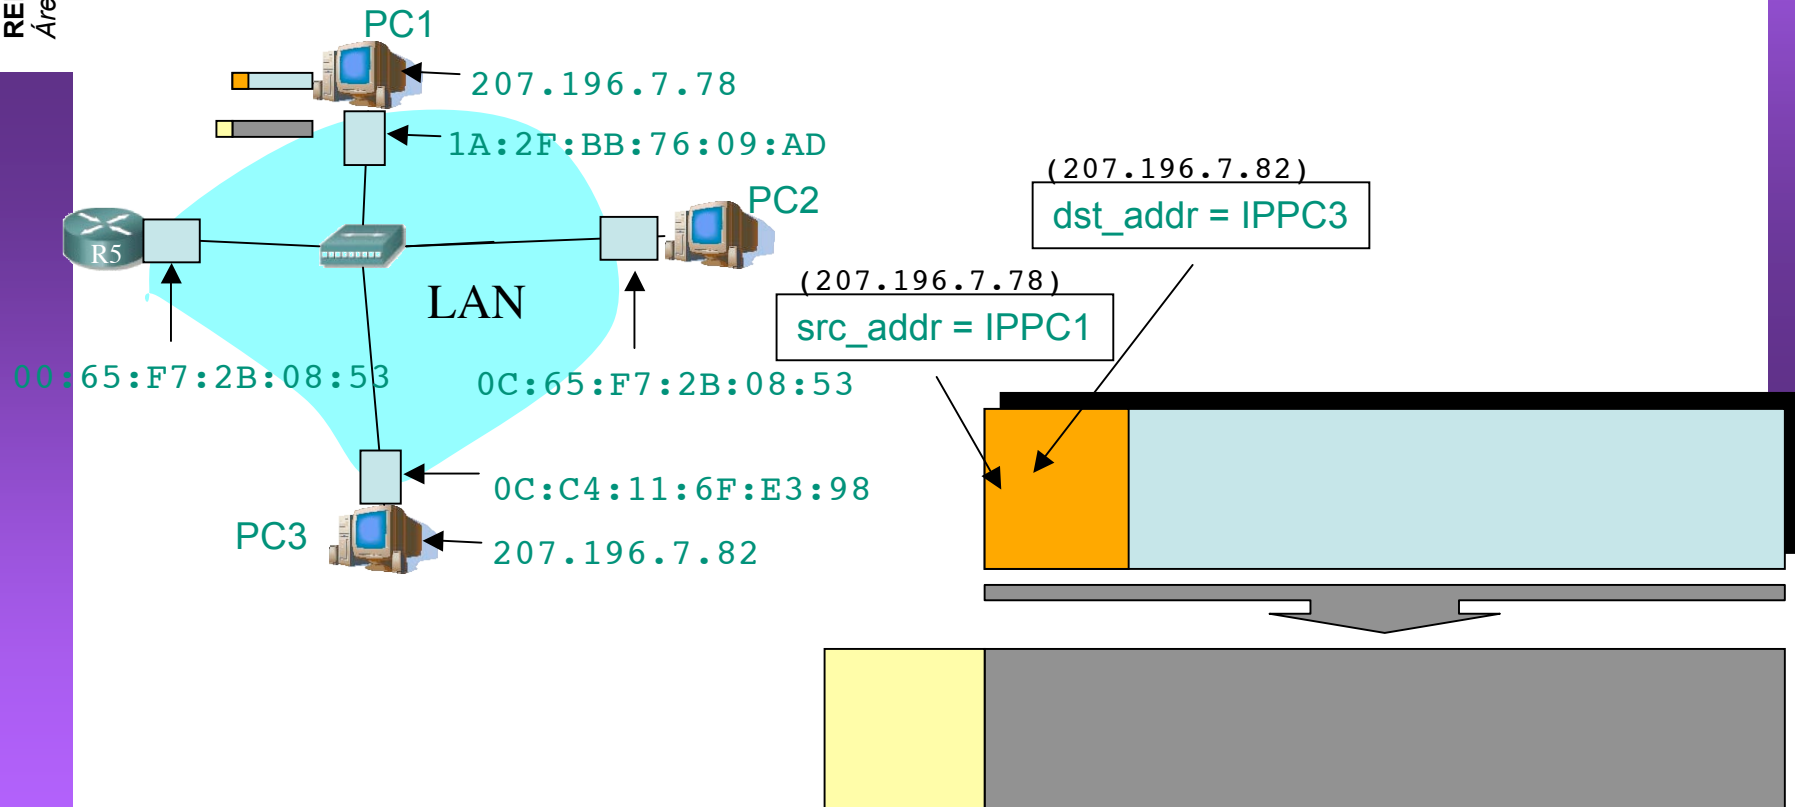 RE
Áre
PC1
207.196.7.78
1A:2F:BB:76:09:AD
(207.196.7.82)
dst_addr = IPPC3
PC2
R5
(207.196.7.78)
src_addr = IPPC1
LAN
00:65:F7:2B:08:53
0C:65:F7:2B:08:53
0C:C4:11:6F:E3:98
PC3
207.196.7.82